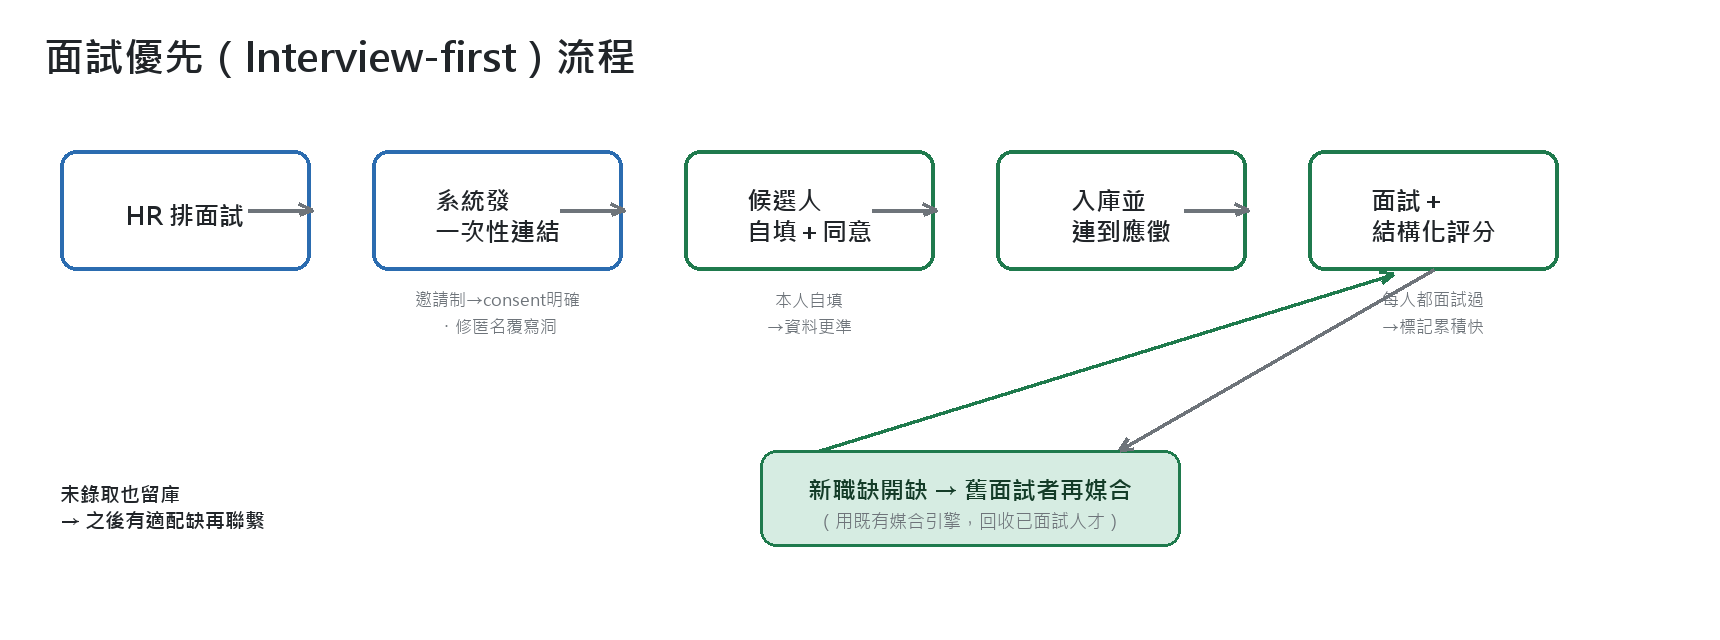 面試優先（Interview-first）流程
HR 排面試
系統發
一次性連結
候選人
自填 + 同意
入庫並
連到應徵
面試 +
結構化評分
邀請制→consent明確
· 修匿名覆寫洞
本人自填
→資料更準
每人都面試過
→標記累積快
新職缺開缺 → 舊面試者再媒合
（用既有媒合引擎，回收已面試人才）
未錄取也留庫
→ 之後有適配缺再聯繫